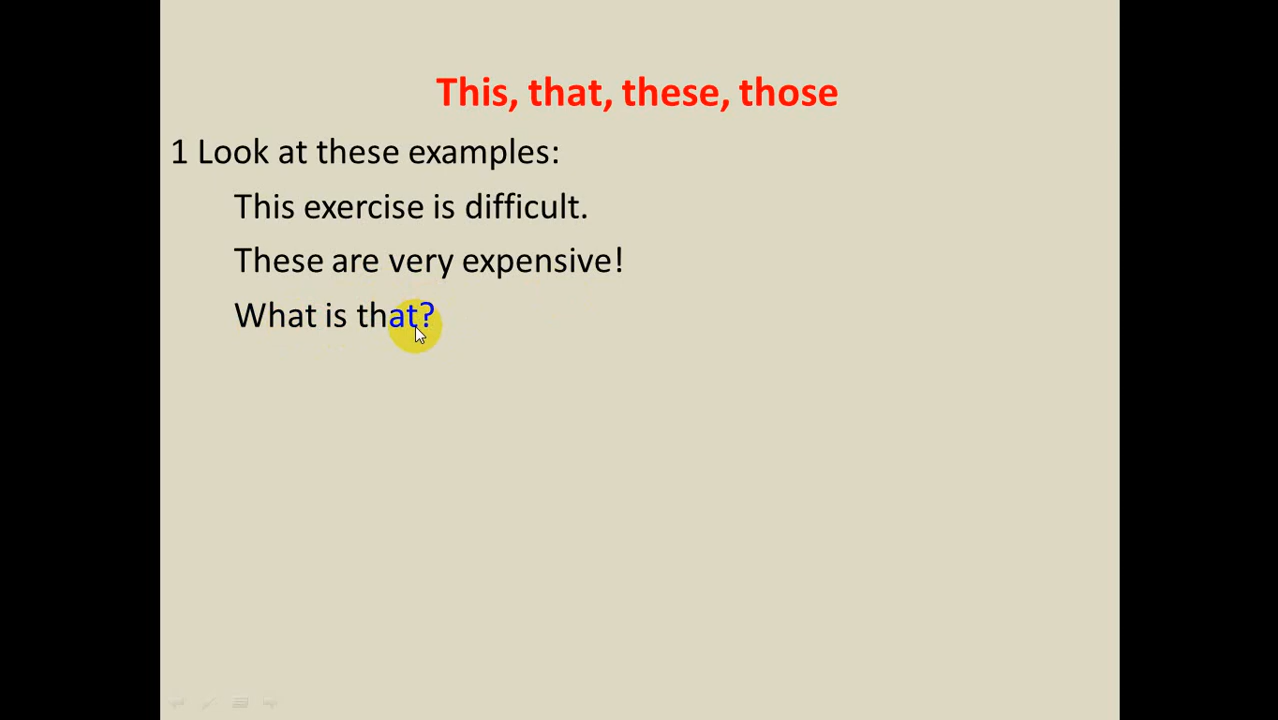 This, that, these, those
1 Look at these examples:
This exercise is difficult.
These are very expensive!
What is that?